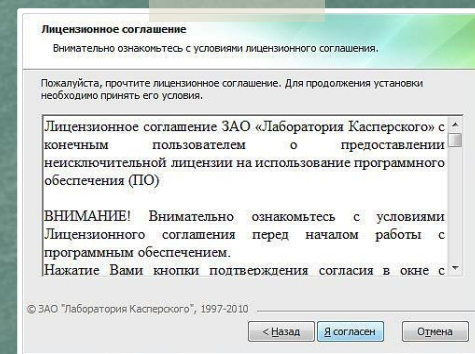 Лицензионное соглашение
Внимательно ознакомьтесь с условиями лицензионного соглашения.
Пожалуйста, прочтите лицензионное соглашение. Для продолжения установки
необходимо принять его условия.
Лицензионное соглашение ЗАО «Лаборатория Касперского» с
конечным пользователем о предоставлении
неисключительной лицензии на использование программного
обеспечения (ПО)
ВНИМАНИЕ! Внимательно ознакомьтесь с условиями
Лицензионного соглашения перед началом работы с
программным обеспечением.
Нажатие Вами кнопки подтверждения согласия в окне с
© ЗАО "Лаборатория Касперского", 1997-2010
< Назад Я согласен Отмена